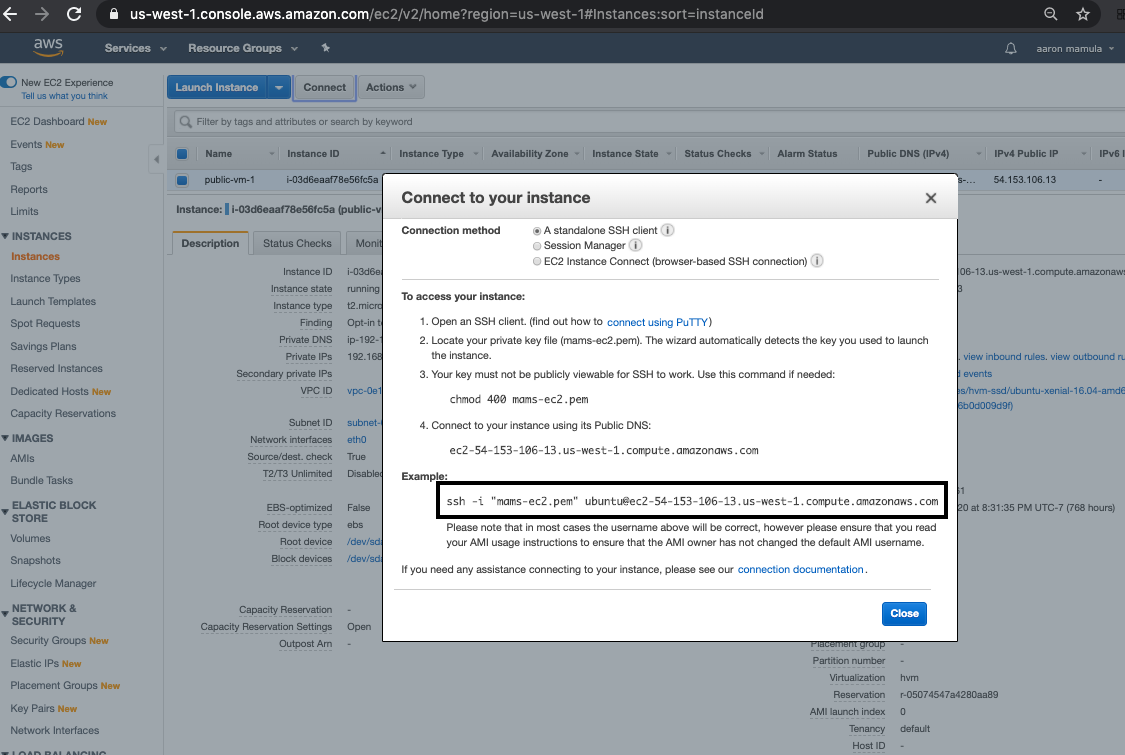 us-west-1.console.aws.amazon.com/ec2/v2/home?region=us-west-1#Instances:sort=instanceId
aws
Services
Resource Groups
aaron mamula
New EC2 Experience
Tell us what you think
EC2 Dashboard New
Events New
Tags
Reports
Limits
INSTANCES
Instances
Instance Types
Launch Templates
Spot Requests
Savings Plans
Reserved Instances
Dedicated Hosts New
Capacity Reservations
IMAGES
AMIs
Bundle Tasks
ELASTIC BLOCK
STORE
Volumes
Snapshots
Lifecycle Manager
NETWORK &
SECURITY
Security Groups New
Elastic IPs New
Placement Groups New
Key Pairs New
Network Interfaces
LOAD BALANCING
Launch Instance
Connect
Actions
Filter by tags and attributes or search by keyword
Name Instance ID Instance Type Availability Zone Instance State Status Checks Alarm Status Public DNS (IPv4) IPv4 Public IP IPv6 I
public-vm-1 i-03d6eaaf78e56fc5a s-... 54.153.106.13 -
Instance: i-03d6eaaf78e56fc5a (public-v
Description Status Checks Monit
Instance ID i-03d6e
Instance state running
Instance type t2.micro
Finding Opt-in t
Private DNS ip-192-1
Private IPs 192.168
Secondary private IPs
VPC ID vpc-0e1
Subnet ID subnet-
Network interfaces eth0
Source/dest. check True
T2/T3 Unlimited Disabled
EBS-optimized False
Root device type ebs
Root device /dev/sda
Block devices /dev/sda
Capacity Reservation -
Capacity Reservation Settings Open
Outpost Arn -
Connect to your instance
Connection method
A standalone SSH client
Session Manager
EC2 Instance Connect (browser-based SSH connection)
To access your instance:
1. Open an SSH client. (find out how to connect using PuTTY)
2. Locate your private key file (mams-ec2.pem). The wizard automatically detects the key you used to launch
the instance.
3. Your key must not be publicly viewable for SSH to work. Use this command if needed:
chmod 400 mams-ec2.pem
4. Connect to your instance using its Public DNS:
ec2-54-153-106-13.us-west-1.compute.amazonaws.com
Example:
ssh -i "mams-ec2.pem" ubuntu@ec2-54-153-106-13.us-west-1.compute.amazonaws.com
Please note that in most cases the username above will be correct, however please ensure that you read
your AMI usage instructions to ensure that the AMI owner has not changed the default AMI username.
If you need any assistance connecting to your instance, please see our connection documentation.
Close
06-13.us-west-1.compute.amazonaws
3
. view inbound rules. view outbound ru
d events
es/hvm-ssd/ubuntu-xenial-16.04-amd6
6b0d009d9f)
20 at 8:31:35 PM UTC-7 (768 hours)
Placement group -
Partition number -
Virtualization hvm
Reservation r-05074547a4280aa89
AMI launch index 0
Tenancy default
Host ID -